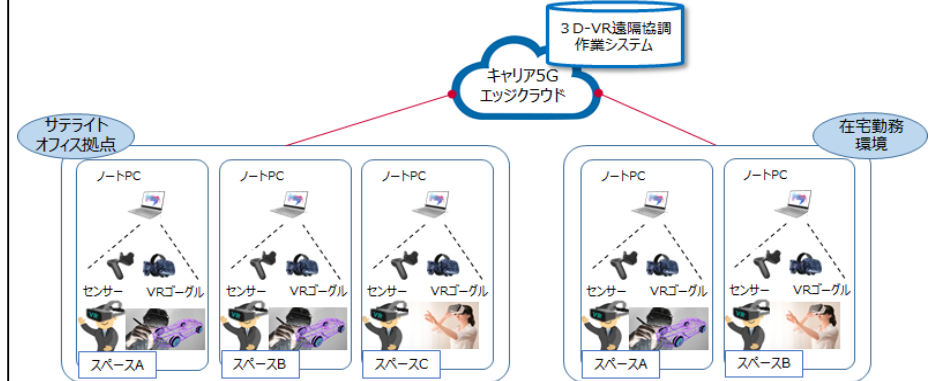 ３D-VR遠隔協調
作業システム
キャリア5G
エッジクラウド
サテライト
オフィス拠点
在宅勤務
環境
ノートPC
センサー
VRゴーグル
VR
スペースA
ノートPC
センサー
VRゴーグル
VR
スペースB
ノートPC
センサー
VRゴーグル
VR
スペースC
ノートPC
センサー
VRゴーグル
VR
スペースA
ノートPC
センサー
VRゴーグル
VR
スペースB